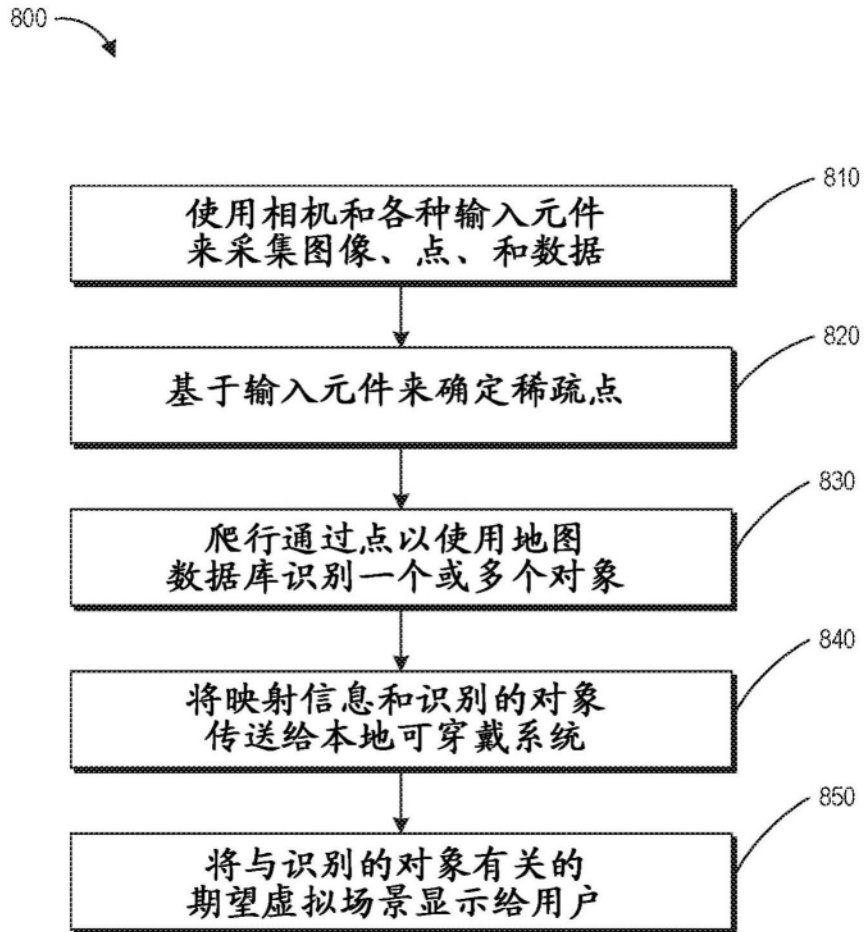 800
810
使用相机和各种输入元件
来采集图像、点、和数据
820
基于输入元件来确定稀疏点
830
爬行通过点以使用地图
数据库识别一个或多个对象
840
将映射信息和识别的对象
传送给本地可穿戴系统
850
将与识别的对象有关的
期望虚拟场景显示给用户